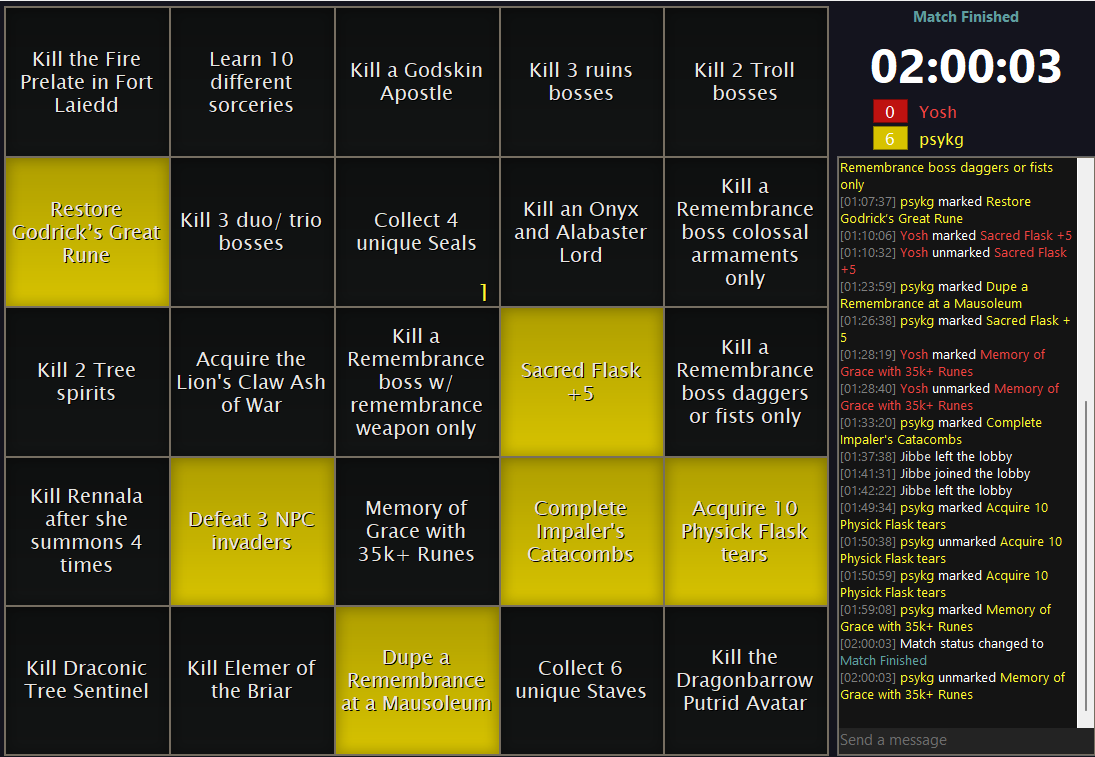 Kill the Fire
Prelate in Fort
Laiedd
Learn 10
different
sorceries
Kill a Godskin
Apostle
Kill 3 ruins
bosses
Kill 2 Troll
bosses
Restore
Godrick's Great
Rune
Kill 3 duo/ trio
bosses
Collect 4
unique Seals
1
Kill an Onyx
and Alabaster
Lord
Kill a
Remembrance
boss colossal
armaments
only
Kill 2 Tree
spirits
Acquire the
Lion's Claw Ash
of War
Kill a
Remembrance
boss w/
remembrance
weapon only
Sacred Flask
+5
Kill a
Remembrance
boss daggers
or fists only
Kill Rennala
after she
summons 4
times
Defeat 3 NPC
invaders
Memory of
Grace with
35k+ Runes
Complete
Impaler's
Catacombs
Acquire 10
Physick Flask
tears
Kill Draconic
Tree Sentinel
Kill Elemer of
the Briar
Dupe a
Remembrance
at a Mausoleum
Collect 6
unique Staves
Kill the
Dragonbarrow
Putrid Avatar
Match Finished
02:00:03
0 Yosh
6 psykg
Remembrance boss daggers or fists
only
[01:07:37] psykg marked Restore
Godrick's Great Rune
[01:10:06] Yosh marked Sacred Flask +5
[01:10:32] Yosh unmarked Sacred Flask
+5
[01:23:59] psykg marked Dupe a
Remembrance at a Mausoleum
[01:26:38] psykg marked Sacred Flask +
5
[01:28:19] Yosh marked Memory of
Grace with 35k+ Runes
[01:28:40] Yosh unmarked Memory of
Grace with 35k+ Runes
[01:33:20] psykg marked Complete
Impaler's Catacombs
[01:37:38] Jibbe left the lobby
[01:41:31] Jibbe joined the lobby
[01:42:22] Jibbe left the lobby
[01:49:34] psykg marked Acquire 10
Physick Flask tears
[01:50:38] psykg unmarked Acquire 10
Physick Flask tears
[01:50:59] psykg marked Acquire 10
Physick Flask tears
[01:59:08] psykg marked Memory of
Grace with 35k+ Runes
[02:00:03] Match status changed to
Match Finished
[02:00:03] psykg unmarked Memory of
Grace with 35k+ Runes
Send a message